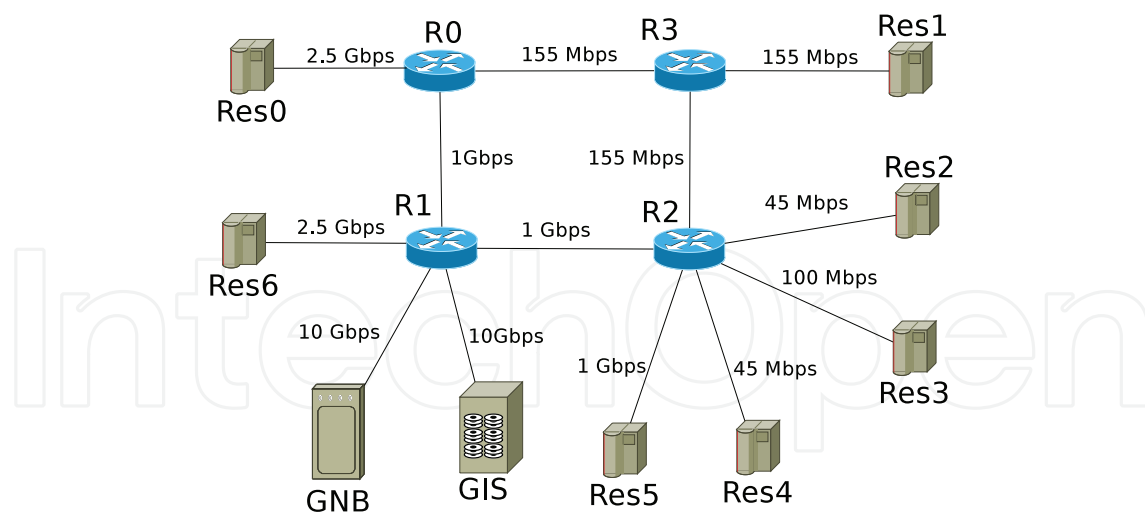 R0
R3
Res1
2.5 Gbps
155 Mbps
155 Mbps
Res0
1Gbps
155 Mbps
Res2
45 Mbps
R1
R2
2.5 Gbps
1 Gbps
Res6
100 Mbps
10 Gbps
10Gbps
1 Gbps
45 Mbps
Res3
GNB
GIS
Res5
Res4
IntechOpen